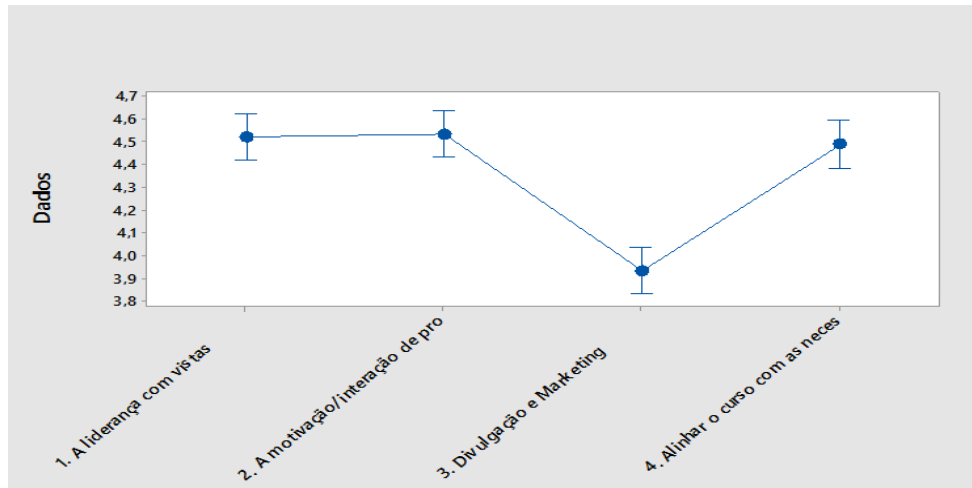 Dados
4,7
4,6
4,5
4,4
4,3
4,2
4,1
4,0
3,9
3,8
1. A liderança com vistas
2. A motivação/interação de pro
3. Divulgação e Marketing
4. Alinhar o curso com as neces